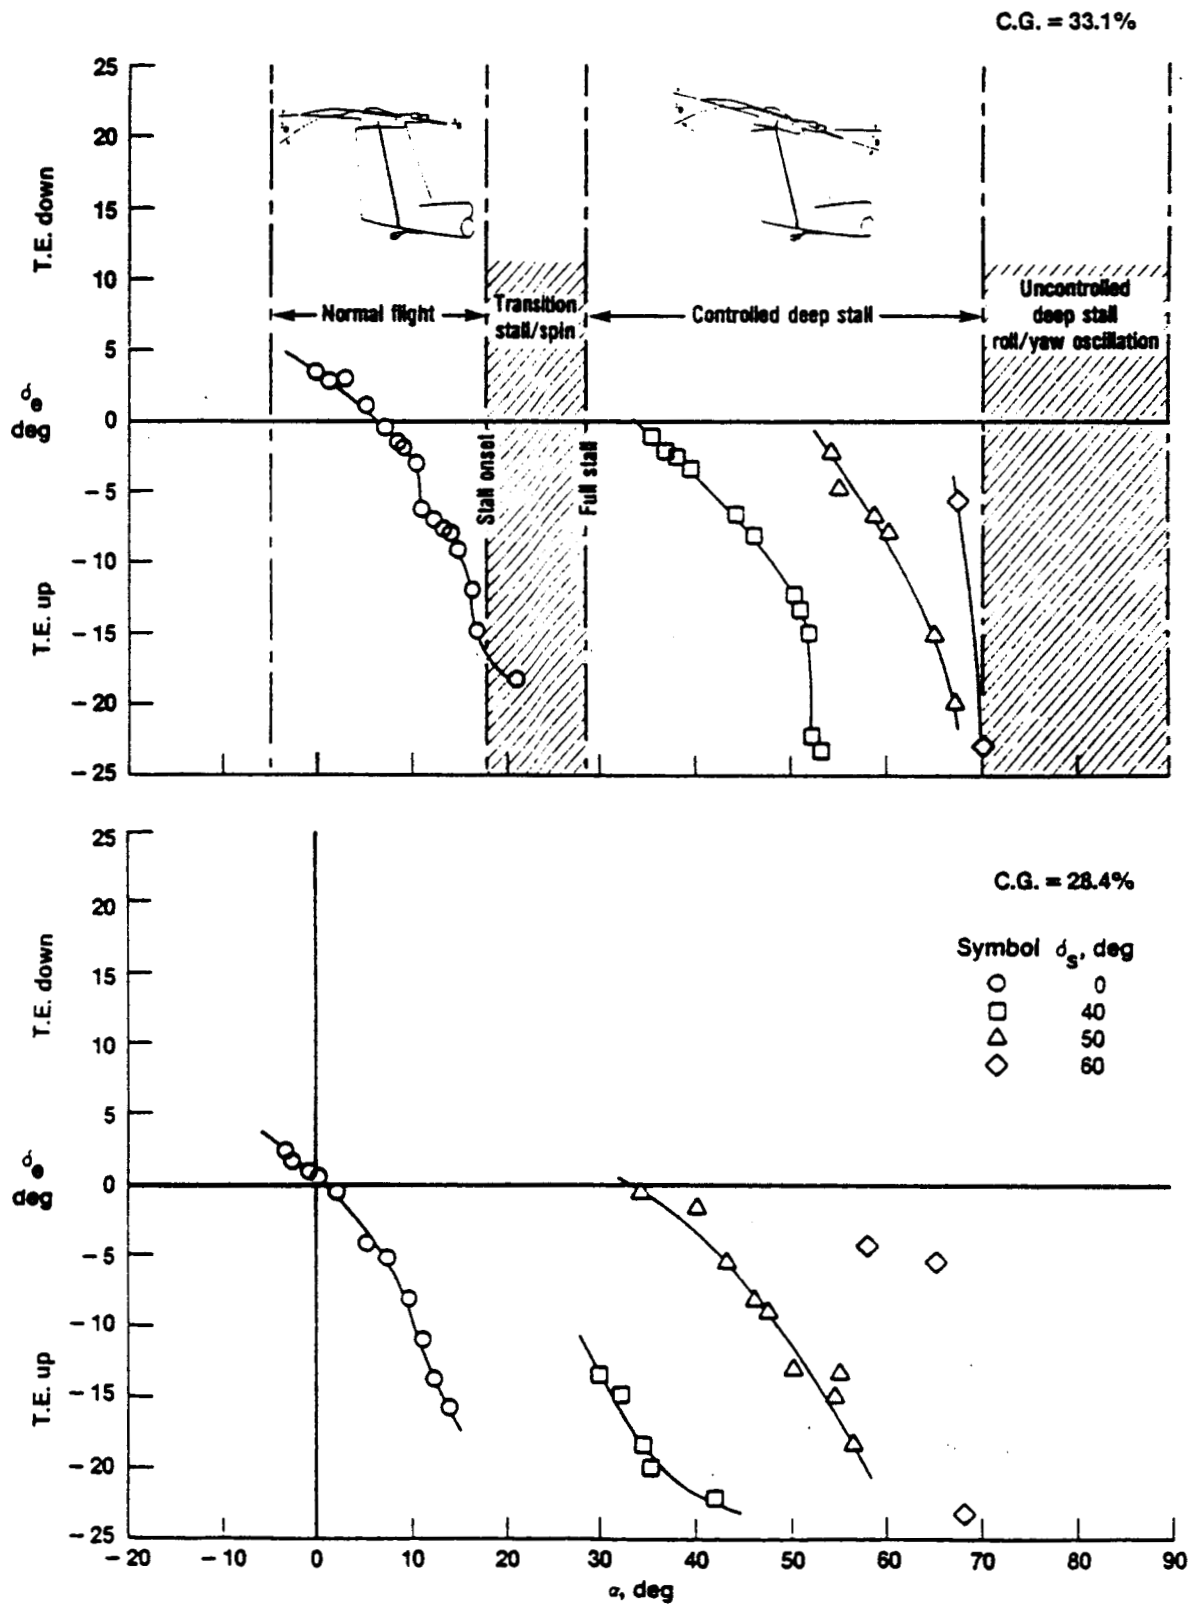 C.G. = 33.1%
25
20
15
10
5
0
-5
-10
-15
-20
-25
T.E. down
δe
deg
T.E. up
Normal flight
Transition
stall/spin
Controlled deep stall
Uncontrolled
deep stall
roll/yaw oscillation
Stall onset
Full stall
C.G. = 28.4%
Symbol δs, deg
0
40
50
60
25
20
15
10
5
0
-5
-10
-15
-20
-25
T.E. down
δe
deg
T.E. up
-20 -10 0 10 20 30 40 50 60 70 80 90
α, deg